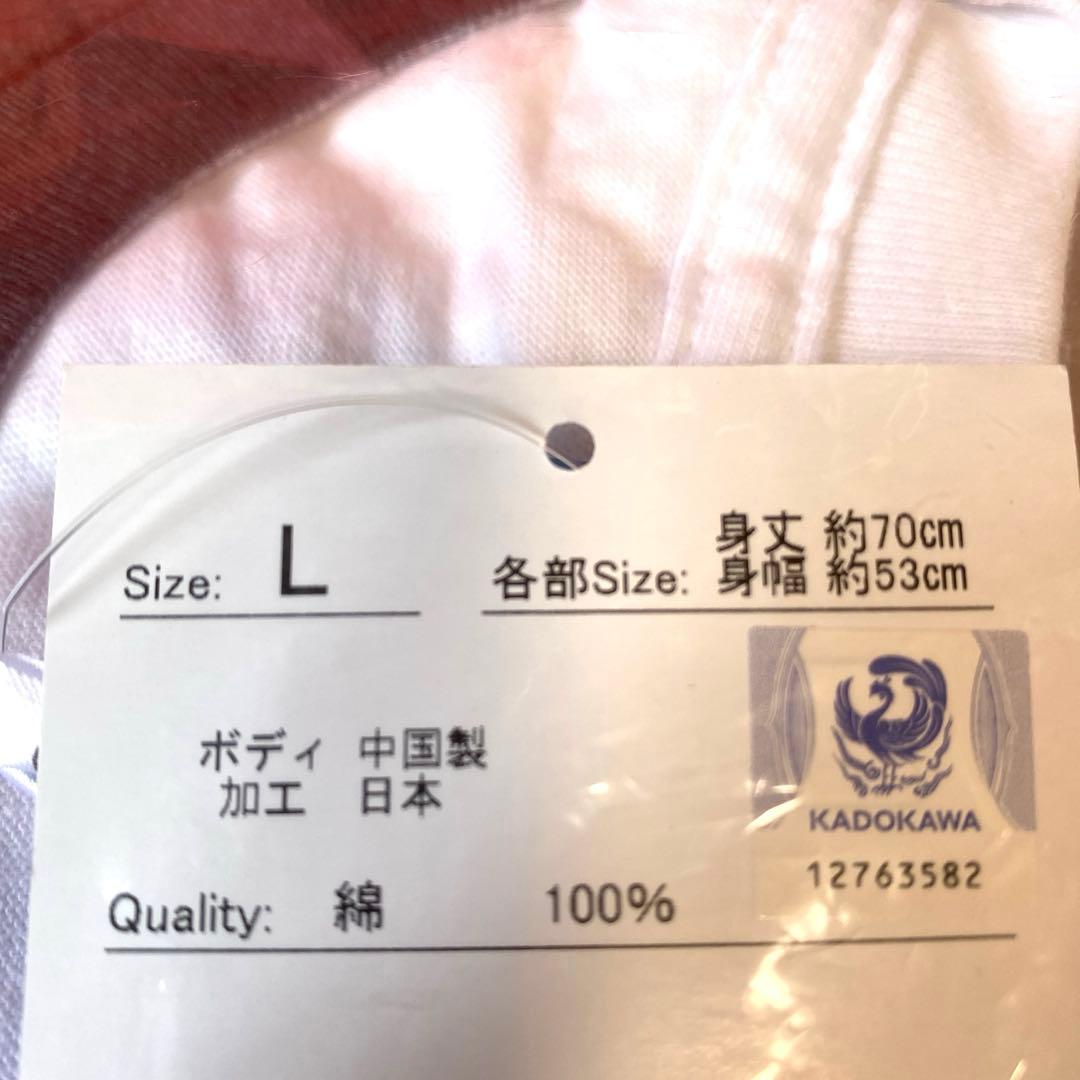 Size: L
各部Size: 身丈 約70cm
身幅 約53cm
ボディ 中国製
加工 日本
KADOKAWA
12763582
Quality: 綿 100%